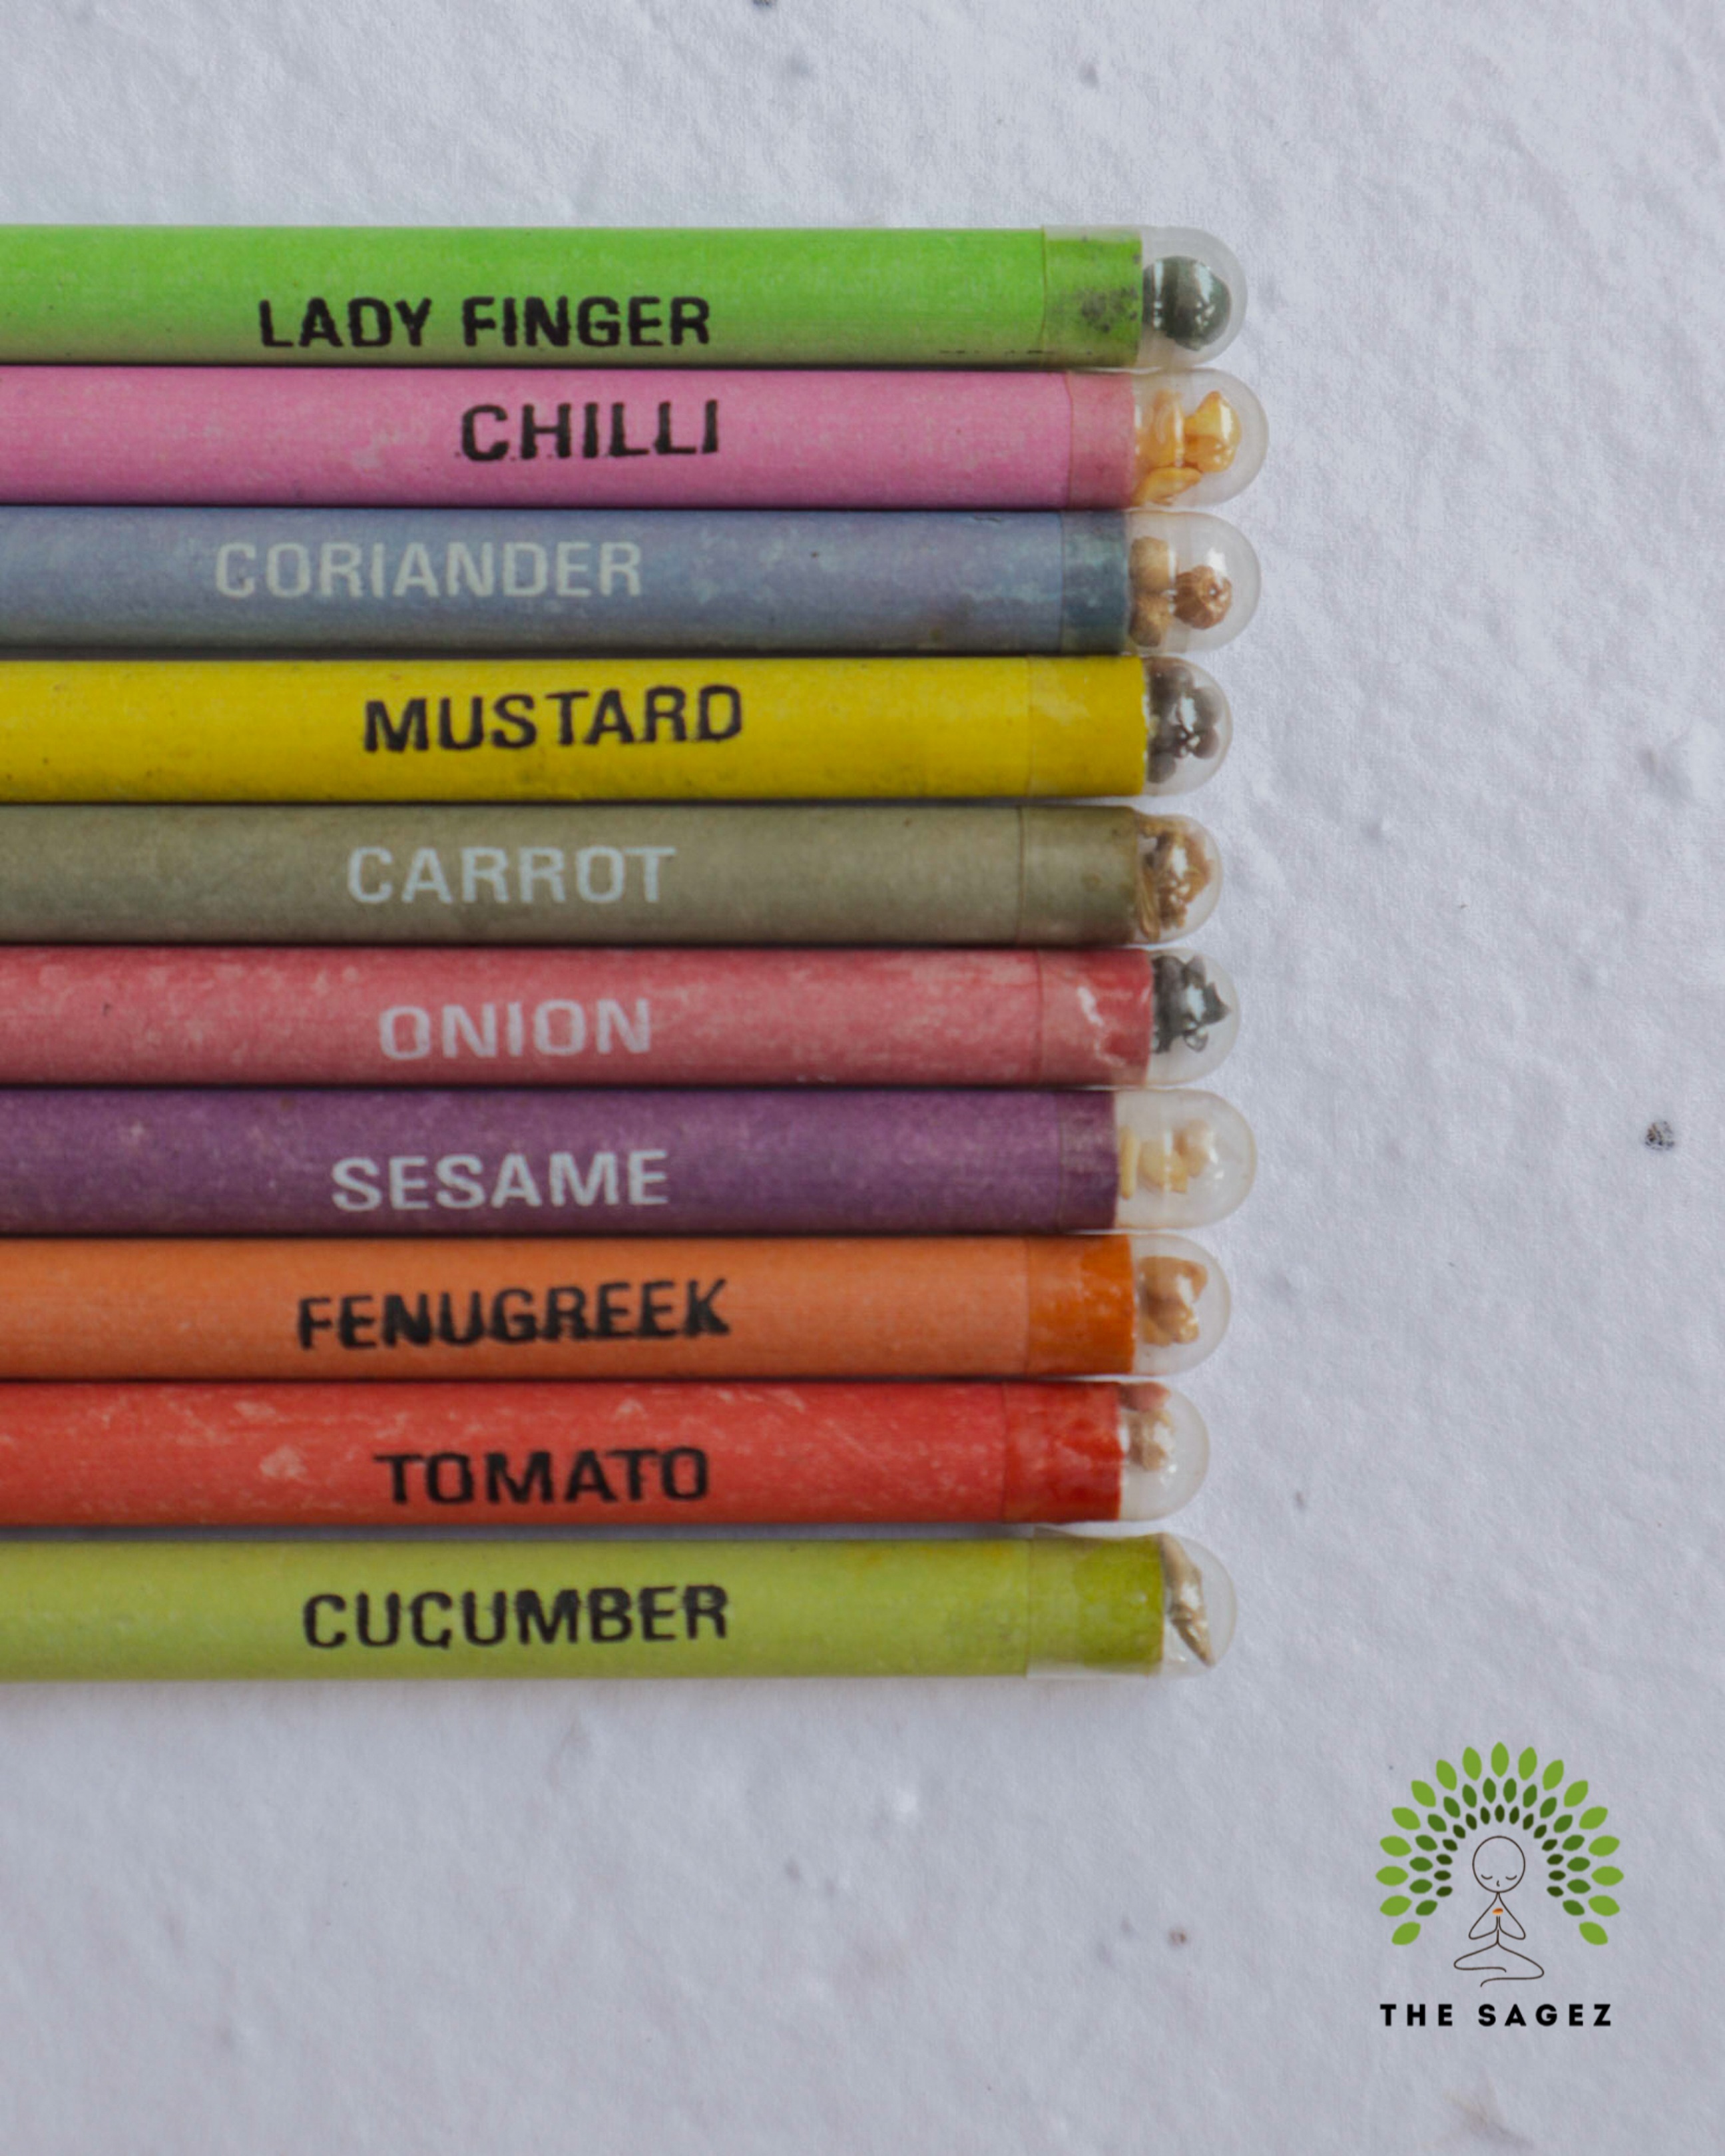 LADY FINGER
CHILLI
CORIANDER
MUSTARD
CARROT
ONION
SESAME
FENUGREEK
TOMATO
CUCUMBER
THE SAGEZ